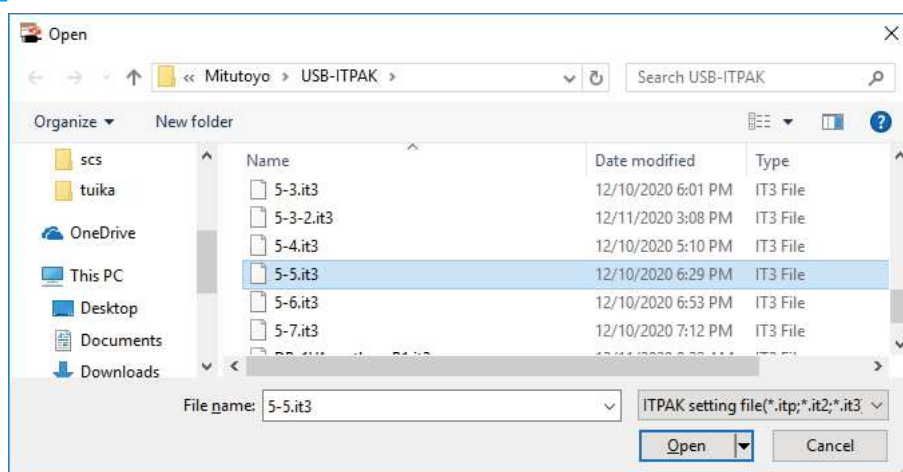 Open
« Mitutoyo > USB-ITPAK >
Search USB-ITPAK
Organize
New folder
scs
tuika
OneDrive
This PC
Desktop
Documents
Downloads
Name Date modified Type
5-3.it3 12/10/2020 6:01 PM IT3 File
5-3-2.it3 12/11/2020 3:08 PM IT3 File
5-4.it3 12/10/2020 5:10 PM IT3 File
5-5.it3 12/10/2020 6:29 PM IT3 File
5-6.it3 12/10/2020 6:53 PM IT3 File
5-7.it3 12/10/2020 7:12 PM IT3 File
File name: 5-5.it3
ITPAK setting file(*.itp;*.it2;*.it3
Open
Cancel